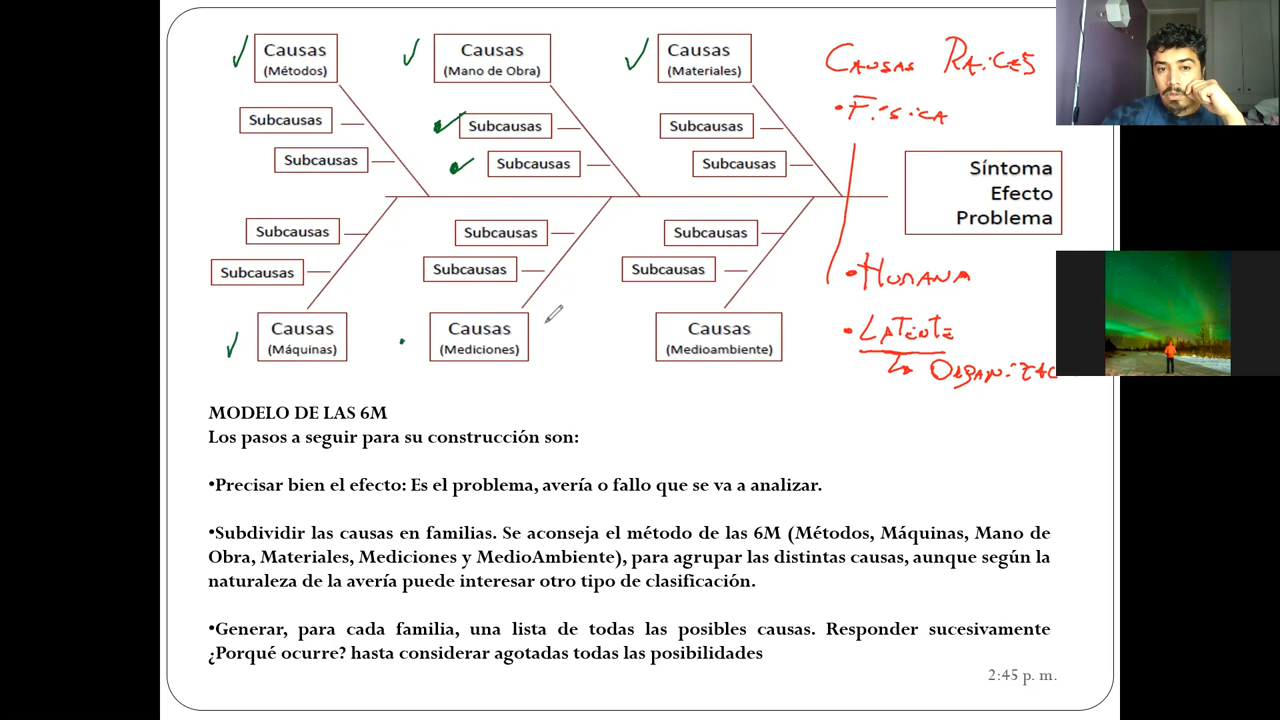 Causas
(Métodos)
Causas
(Mano de Obra)
Causas
(Materiales)
CAUSAS RAICES
Subcausas
Subcausas
Subcausas
• FISICA
Subcausas
Subcausas
Subcausas
Síntoma
Efecto
Problema
Subcausas
Subcausas
Subcausas
Subcausas
Subcausas
Subcausas
• HUMANA
Causas
(Máquinas)
Causas
(Mediciones)
Causas
(Medioambiente)
• LATENTE
MODELO DE LAS 6M
Los pasos a seguir para su construcción son:
•Precisar bien el efecto: Es el problema, avería o fallo que se va a analizar.
•Subdividir las causas en familias. Se aconseja el método de las 6M (Métodos, Máquinas, Mano de
Obra, Materiales, Mediciones y MedioAmbiente), para agrupar las distintas causas, aunque según la
naturaleza de la avería puede interesar otro tipo de clasificación.
•Generar, para cada familia, una lista de todas las posibles causas. Responder sucesivamente
¿Porqué ocurre? hasta considerar agotadas todas las posibilidades
2:45 p. m.